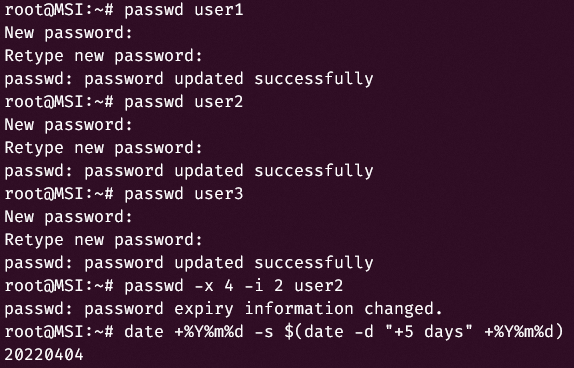 root@MSI:~# passwd user1
New password:
Retype new password:
passwd: password updated successfully
root@MSI:~# passwd user2
New password:
Retype new password:
passwd: password updated successfully
root@MSI:~# passwd user3
New password:
Retype new password:
passwd: password updated successfully
root@MSI:~# passwd -x 4 -i 2 user2
passwd: password expiry information changed.
root@MSI:~# date +%Y%m%d -s $(date -d "+5 days" +%Y%m%d)
20220404